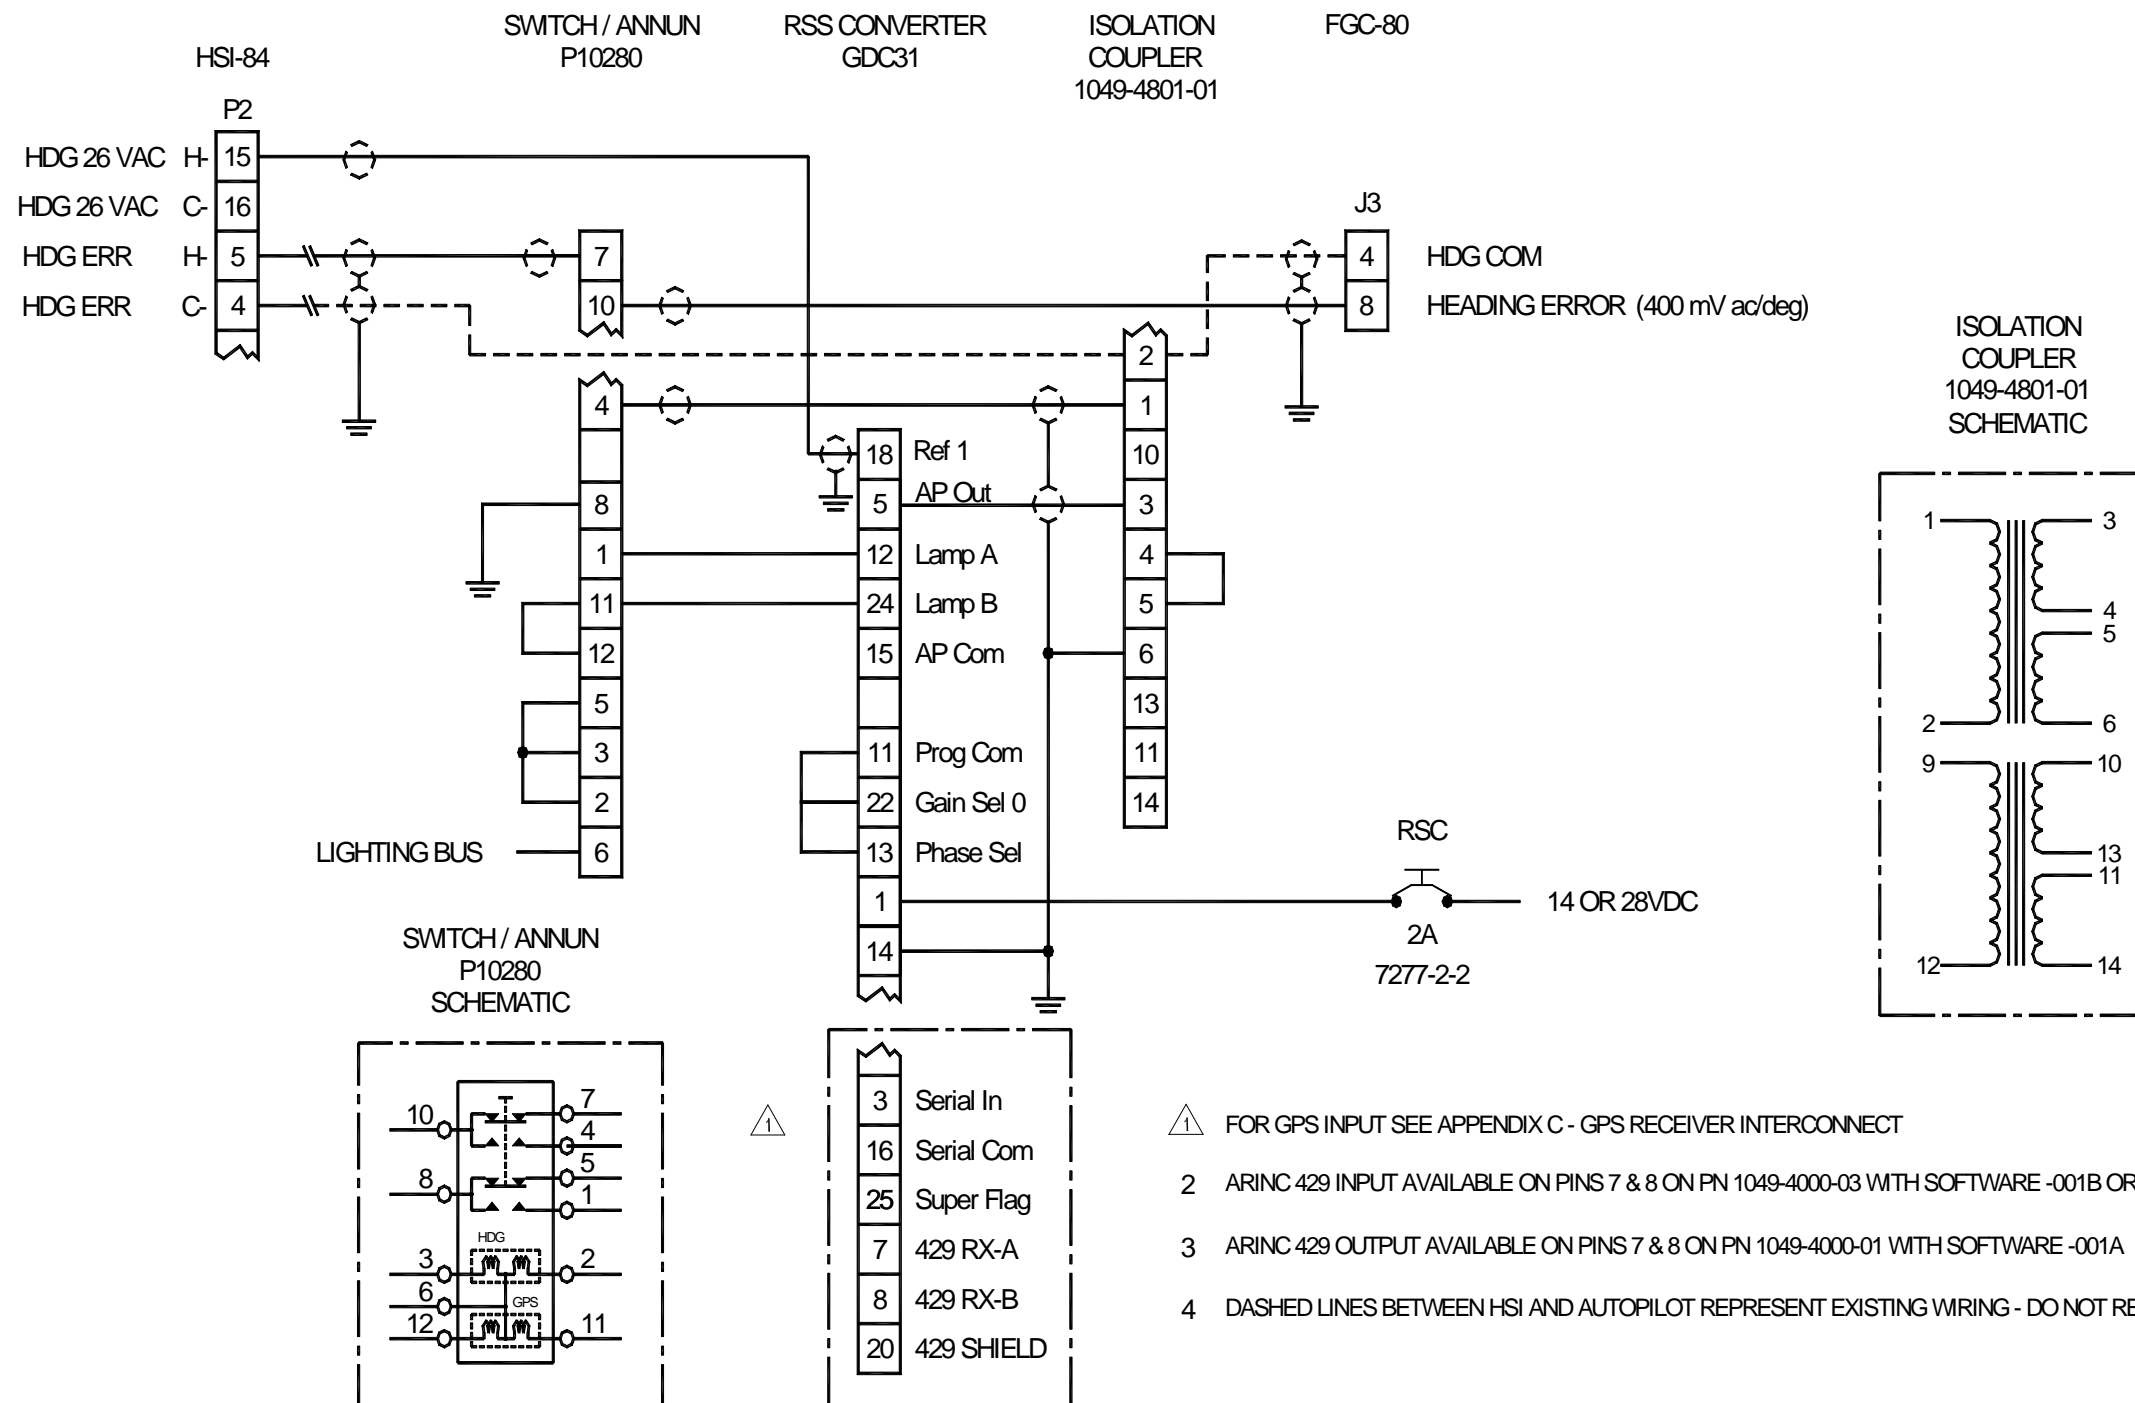 HSI-84
SWITCH / ANNUN
P10280
RSS CONVERTER
GDC31
ISOLATION
COUPLER
1049-4801-01
FGC-80
P2
HDG 26 VAC H- 15
HDG 26 VAC C- 16
HDG ERR H- 5
HDG ERR C- 4
7
10
J3
4 HDG COM
8 HEADING ERROR (400 mV ac/deg)
4
8
1
11
12
5
3
2
LIGHTING BUS 6
18 Ref 1
5 AP Out
12 Lamp A
24 Lamp B
15 AP Com
11 Prog Com
22 Gain Sel 0
13 Phase Sel
1
14
2
1
10
3
4
5
6
13
11
14
RSC
14 OR 28VDC
2A
7277-2-2
ISOLATION
COUPLER
1049-4801-01
SCHEMATIC
1
3
4
5
2
6
9
10
13
11
12
14
SWITCH / ANNUN
P10280
SCHEMATIC
10
7
4
8
5
1
HDG
3
2
6
GPS
12
11
1
3 Serial In
16 Serial Com
25 Super Flag
7 429 RX-A
8 429 RX-B
20 429 SHIELD
1 FOR GPS INPUT SEE APPENDIX C - GPS RECEIVER INTERCONNECT
2 ARINC 429 INPUT AVAILABLE ON PINS 7 & 8 ON PN 1049-4000-03 WITH SOFTWARE -001B OR
3 ARINC 429 OUTPUT AVAILABLE ON PINS 7 & 8 ON PN 1049-4000-01 WITH SOFTWARE -001A
4 DASHED LINES BETWEEN HSI AND AUTOPILOT REPRESENT EXISTING WIRING - DO NOT